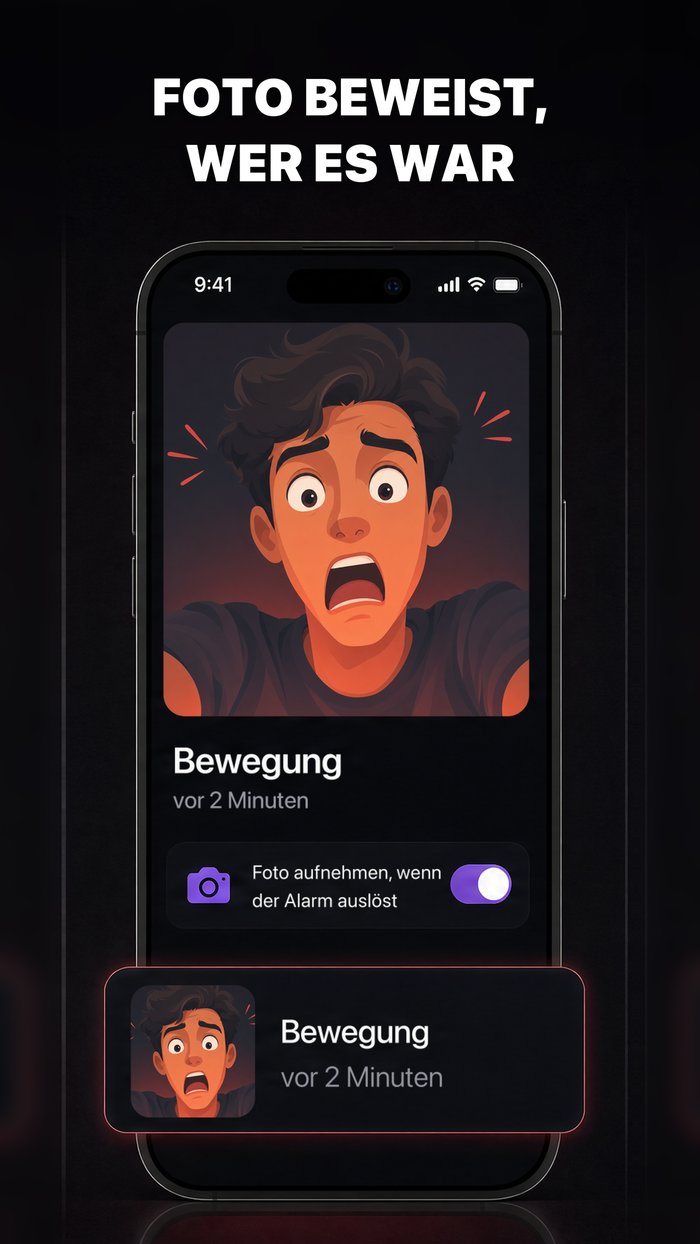 FOTO BEWEIST,
WER ES WAR
9:41
Bewegung
vor 2 Minuten
Foto aufnehmen, wenn
der Alarm auslöst
Bewegung
vor 2 Minuten